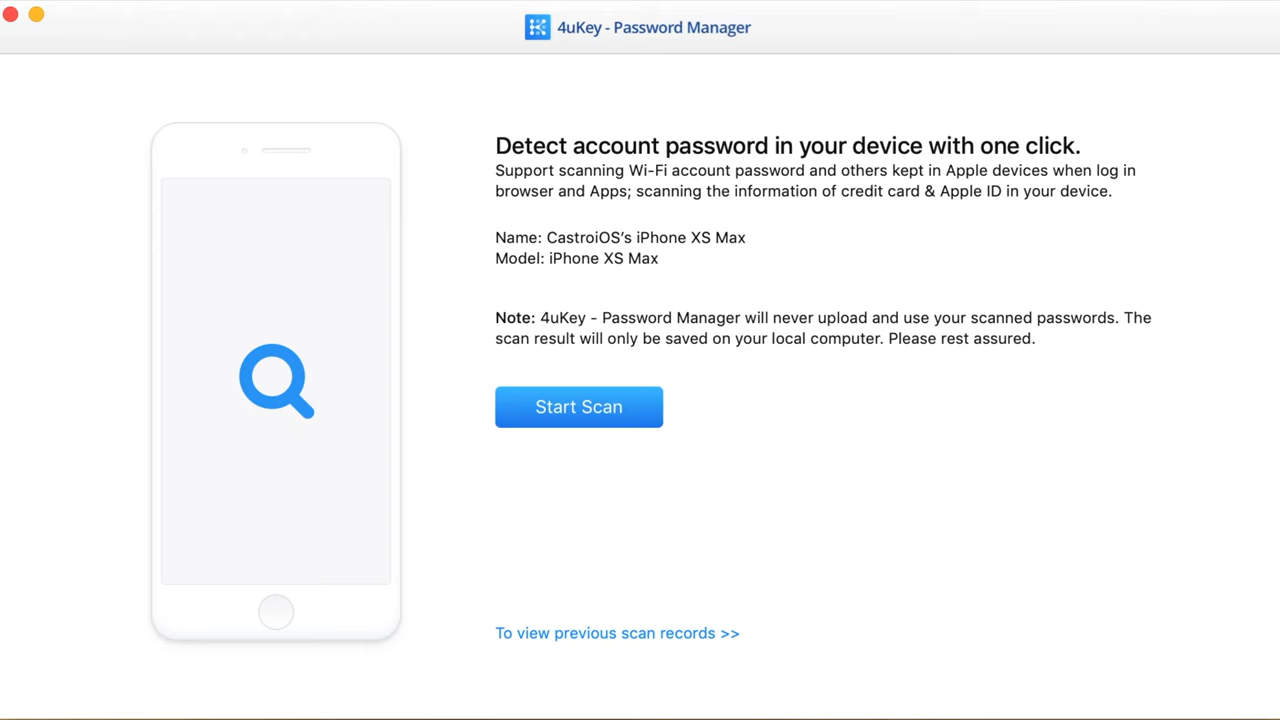 4uKey - Password Manager
Detect account password in your device with one click.
Support scanning Wi-Fi account password and others kept in Apple devices when log in
browser and Apps; scanning the information of credit card & Apple ID in your device.
Name: CastroiOS's iPhone XS Max
Model: iPhone XS Max
Note: 4uKey - Password Manager will never upload and use your scanned passwords. The
scan result will only be saved on your local computer. Please rest assured.
Start Scan
To view previous scan records >>